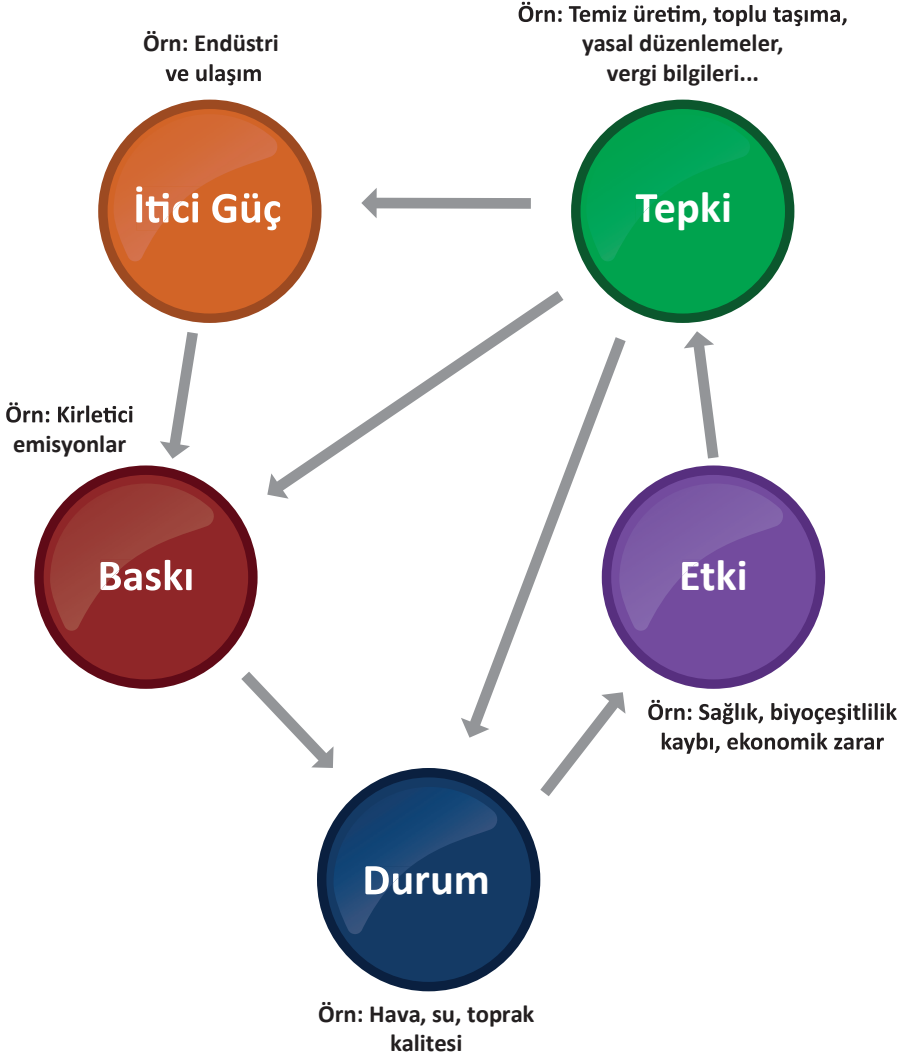 Örn: Endüstri
ve ulaşım
Örn: Temiz üretim, toplu taşıma,
yasal düzenlemeler,
vergi bilgileri...
İtici Güç
Tepki
Örn: Kirletici
emisyonlar
Baskı
Etki
Örn: Sağlık, biyoçeşitlilik
kaybı, ekonomik zarar
Durum
Örn: Hava, su, toprak
kalitesi